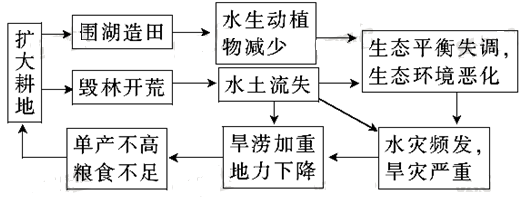 扩大耕地
围湖造田
水生动植
物减少
生态平衡失调，
生态环境恶化
毁林开荒
水土流失
单产不高
粮食不足
旱涝加重
地力下降
水灾频发，
旱灾严重